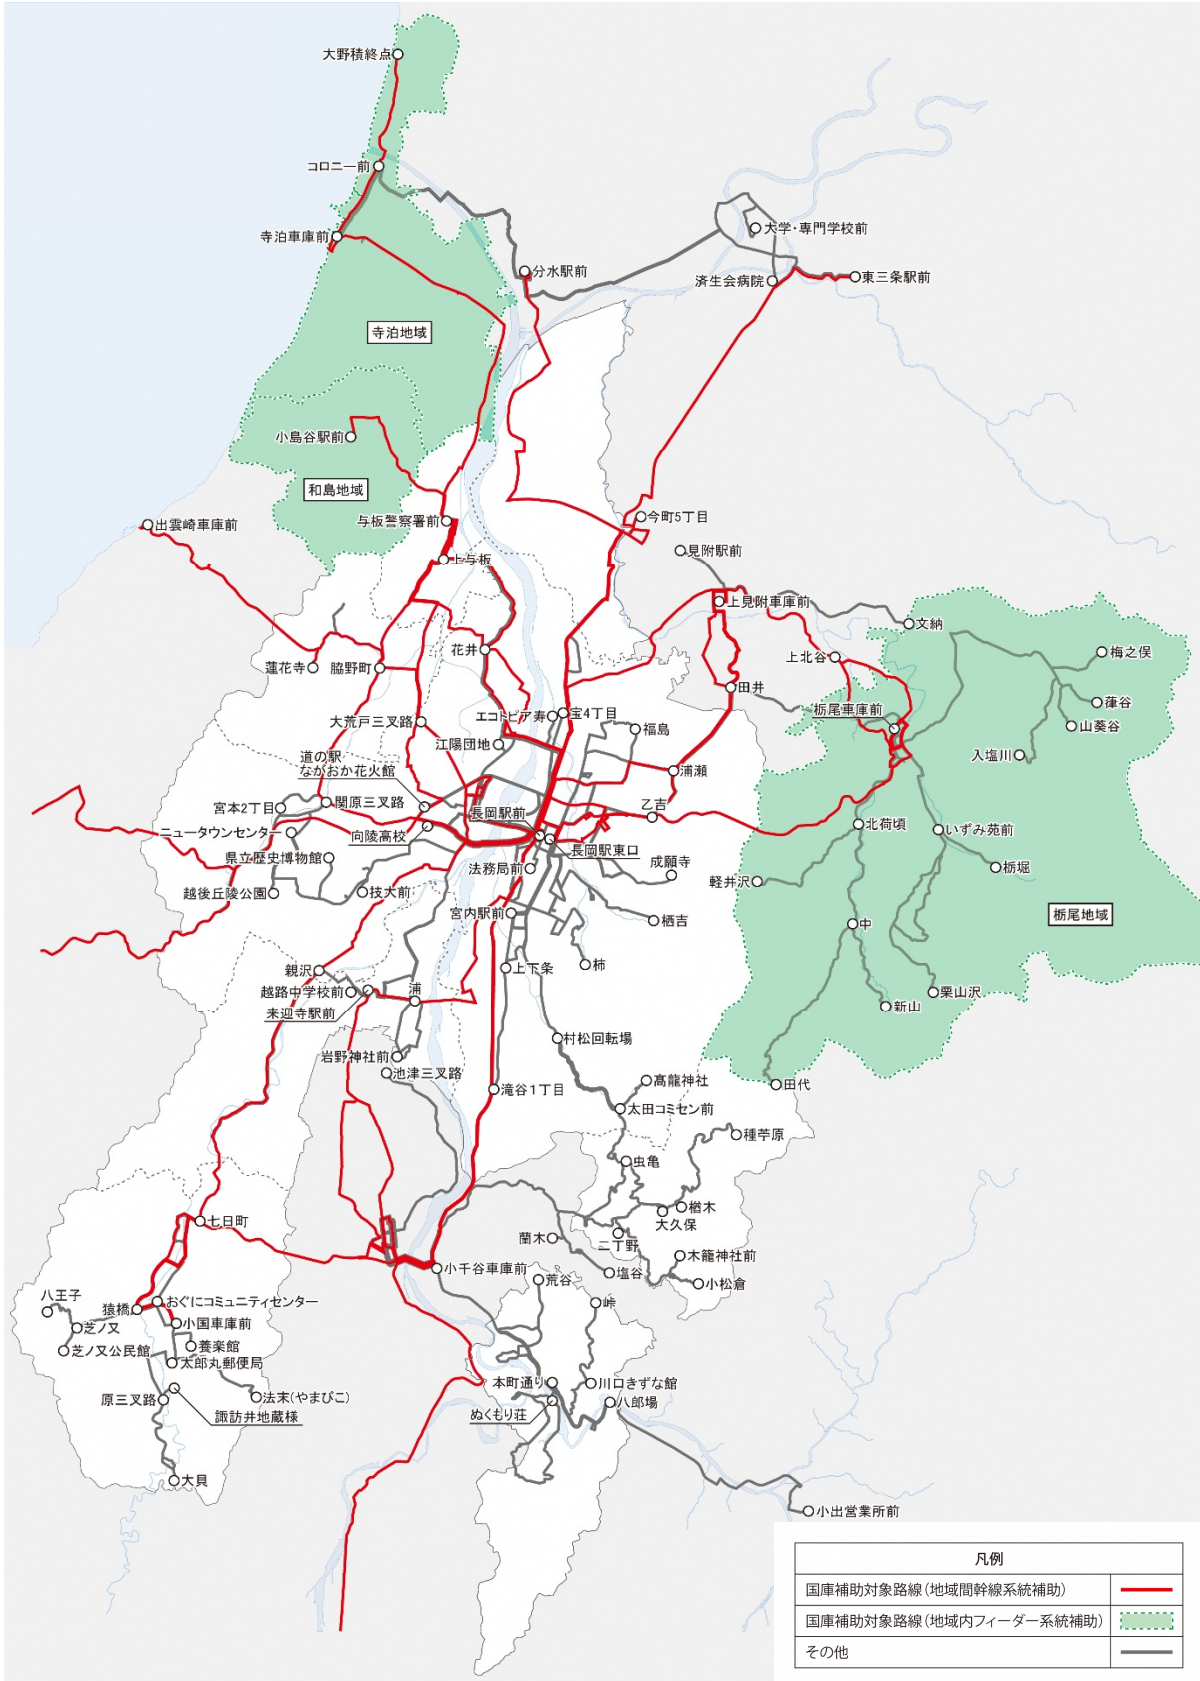 大野積終点
コロニー前
寺泊車庫前
大学・専門学校前
分水駅前
済生会病院
東三条駅前
寺泊地域
小島谷駅前
和島地域
出雲崎車庫前
与板警察署前
今町5丁目
見附駅前
上与板
上見附車庫前
文納
花井
上北谷
梅之俣
蓮花寺
脇野町
田井
栃尾車庫前
葎谷
大荒戸三叉路
エコトピア寿
宝4丁目
福島
山葵谷
江陽団地
入塩川
道の駅
ながおか花火館
浦瀬
宮本2丁目
関原三叉路
長岡駅前
乙吉
北荷頃
いずみ苑前
ニュータウンセンター
向陵高校
長岡駅東口
県立歴史博物館
法務局前
成願寺
栃堀
越後丘陵公園
技大前
軽井沢
宮内駅前
栖吉
中
栃尾地域
親沢
上下条
柿
越路中学校前
浦
来迎寺駅前
栗山沢
新山
村松回転場
岩野神社前
池津三叉路
滝谷1丁目
髙龍神社
田代
太田コミセン前
種苧原
虫亀
楢木
大久保
七日町
蘭木
二丁野
木籠神社前
小千谷車庫前
塩谷
小松倉
荒谷
八王子
猿橋
おぐにコミュニティセンター
峠
芝ノ又
小国車庫前
芝ノ又公民館
養楽館
太郎丸郵便局
原三叉路
法末(やまびこ)
諏訪井地蔵様
本町通り
川口きずな館
ぬくもり荘
八郎場
大貝
小出営業所前
凡例
国庫補助対象路線(地域間幹線系統補助)
国庫補助対象路線(地域内フィーダー系統補助)
その他